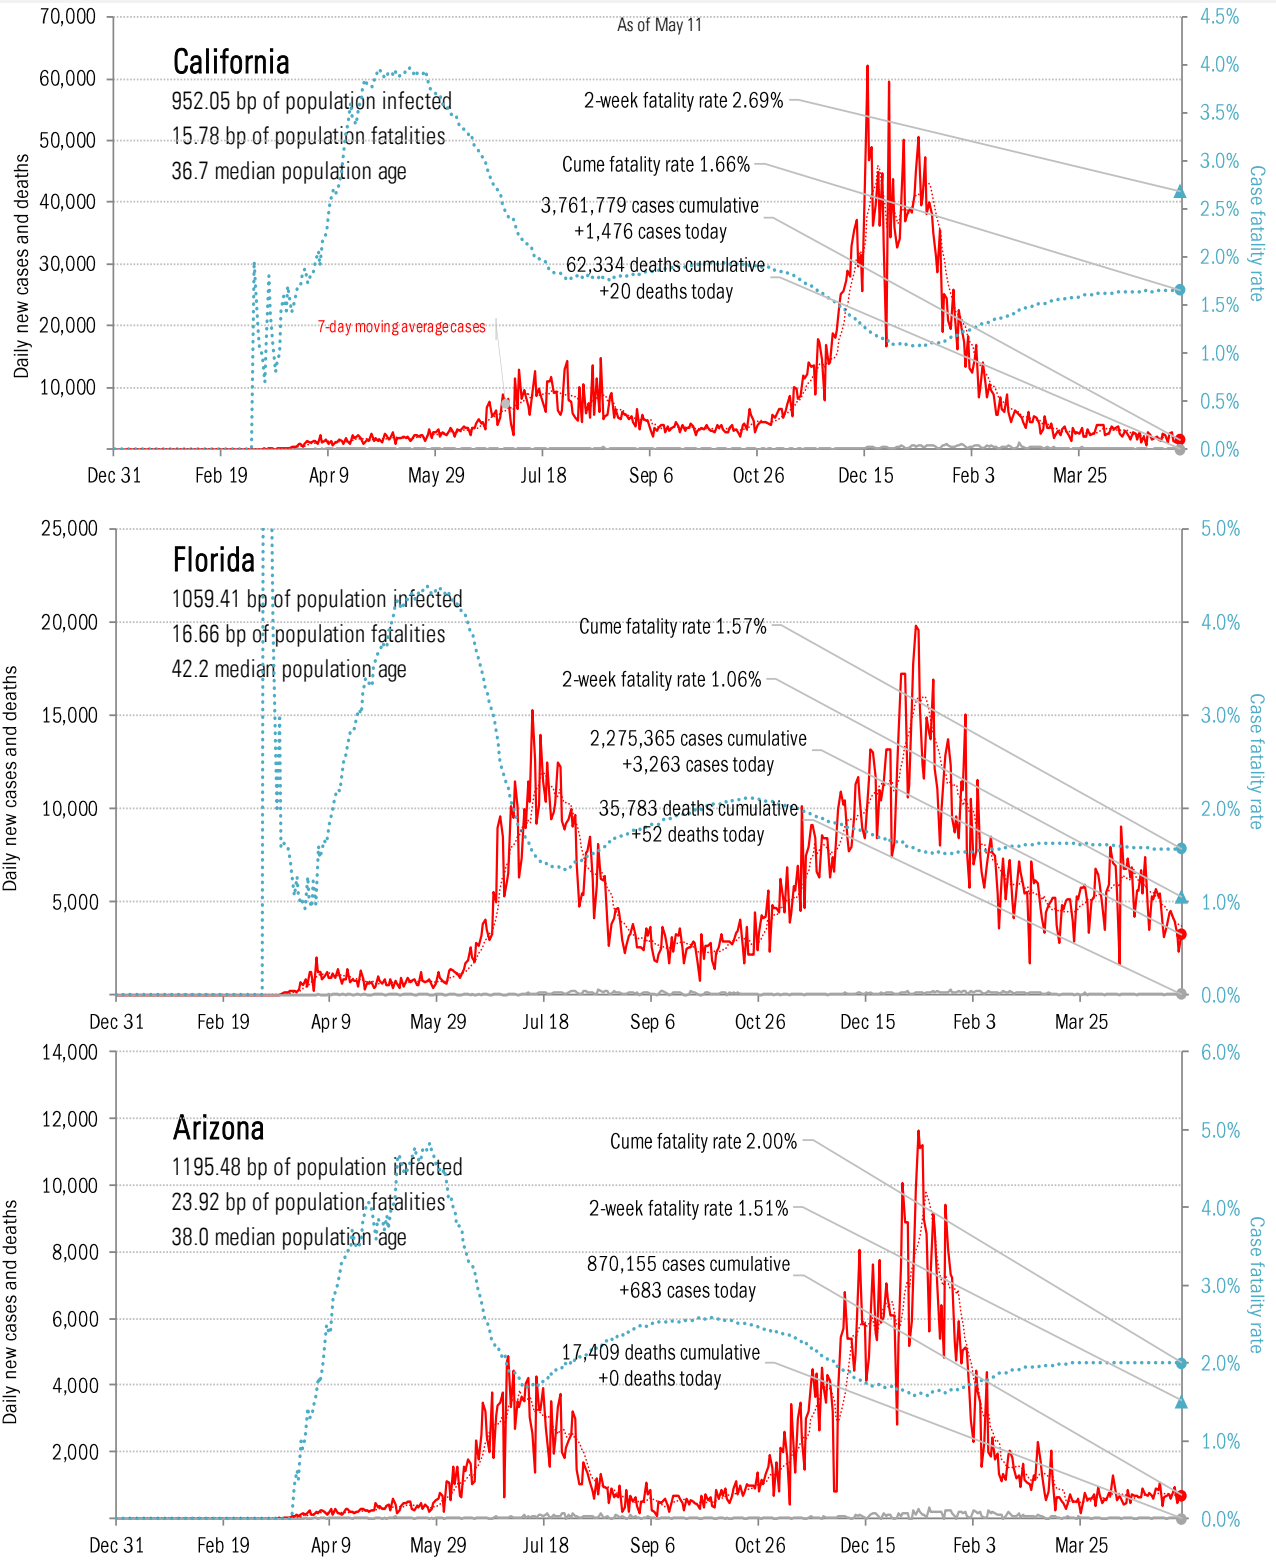 As of May 11
California
952.05 bp of population infected
15.78 bp of population fatalities
36.7 median population age
2-week fatality rate 2.69%
Cume fatality rate 1.66%
3,761,779 cases cumulative
+1,476 cases today
62,334 deaths cumulative
+20 deaths today
7-day moving average cases
Daily new cases and deaths
70,000
60,000
50,000
40,000
30,000
20,000
10,000
4.5%
4.0%
3.5%
3.0%
2.5%
2.0%
1.5%
1.0%
0.5%
0.0%
Case fatality rate
Dec 31 Feb 19 Apr 9 May 29 Jul 18 Sep 6 Oct 26 Dec 15 Feb 3 Mar 25
Florida
1059.41 bp of population infected
16.66 bp of population fatalities
42.2 median population age
Cume fatality rate 1.57%
2-week fatality rate 1.06%
2,275,365 cases cumulative
+3,263 cases today
35,783 deaths cumulative
+52 deaths today
Daily new cases and deaths
25,000
20,000
15,000
10,000
5,000
5.0%
4.0%
3.0%
2.0%
1.0%
0.0%
Case fatality rate
Dec 31 Feb 19 Apr 9 May 29 Jul 18 Sep 6 Oct 26 Dec 15 Feb 3 Mar 25
Arizona
1195.48 bp of population infected
23.92 bp of population fatalities
38.0 median population age
Cume fatality rate 2.00%
2-week fatality rate 1.51%
870,155 cases cumulative
+683 cases today
17,409 deaths cumulative
+0 deaths today
Daily new cases and deaths
14,000
12,000
10,000
8,000
6,000
4,000
2,000
6.0%
5.0%
4.0%
3.0%
2.0%
1.0%
0.0%
Case fatality rate
Dec 31 Feb 19 Apr 9 May 29 Jul 18 Sep 6 Oct 26 Dec 15 Feb 3 Mar 25